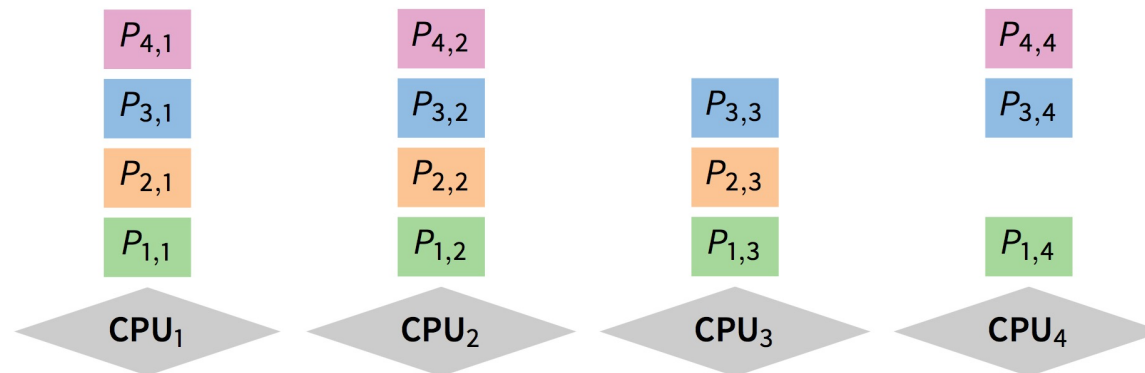 P4,1 P4,2 P4,4
P3,1 P3,2 P3,3 P3,4
P2,1 P2,2 P2,3
P1,1 P1,2 P1,3 P1,4
CPU1 CPU2 CPU3 CPU4